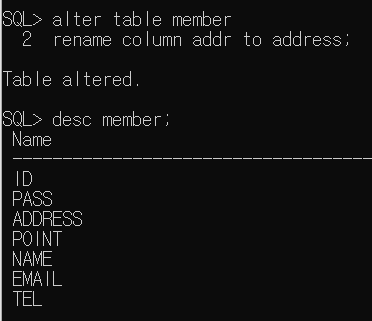 SQL> alter table member
  2  rename column addr to address;
Table altered.
SQL> desc member;
 Name
 ------------------------------------
 ID
 PASS
 ADDRESS
 POINT
 NAME
 EMAIL
 TEL